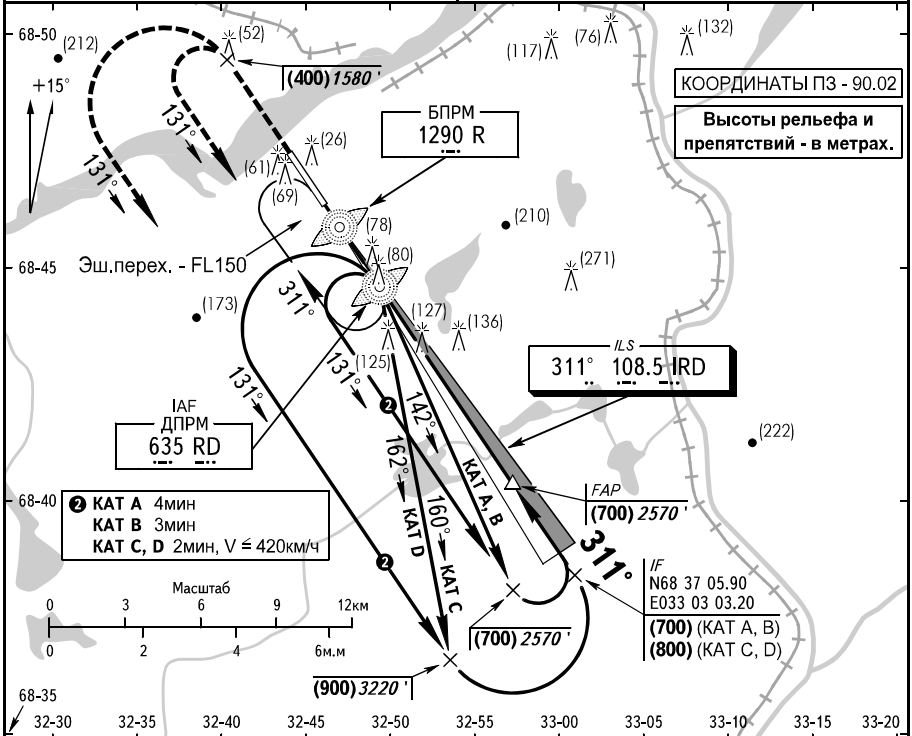 68-50
(212)
(52)
(117)
(76)
(132)
+15°
(400) 1580 '
КООРДИНАТЫ ПЗ - 90.02
Высоты рельефа и
препятствий - в метрах.
БПРМ
1290 R
131°
131°
(26)
(61)
(69)
(210)
(78)
(80)
Эш.перех. - FL150
68-45
(271)
(173)
311°
(127)
(136)
(125)
ILS
311° 108.5 IRD
131°
131°
2
142°
IAF
ДПРМ
635 RD
(222)
162°
КАТ D
160°
КАТ C
КАТ A, B
FAP
(700) 2570 '
68-40
2 КАТ A 4мин
КАТ B 3мин
КАТ C, D 2мин, V ≤ 420км/ч
2
311°
IF
N68 37 05.90
E033 03 03.20
(700) (КАТ A, B)
(800) (КАТ C, D)
Масштаб
0 3 6 9 12км
0 2 4 6м.м
(700) 2570 '
(900) 3220 '
68-35
32-30 32-35 32-40 32-45 32-50 32-55 33-00 33-05 33-10 33-15 33-20